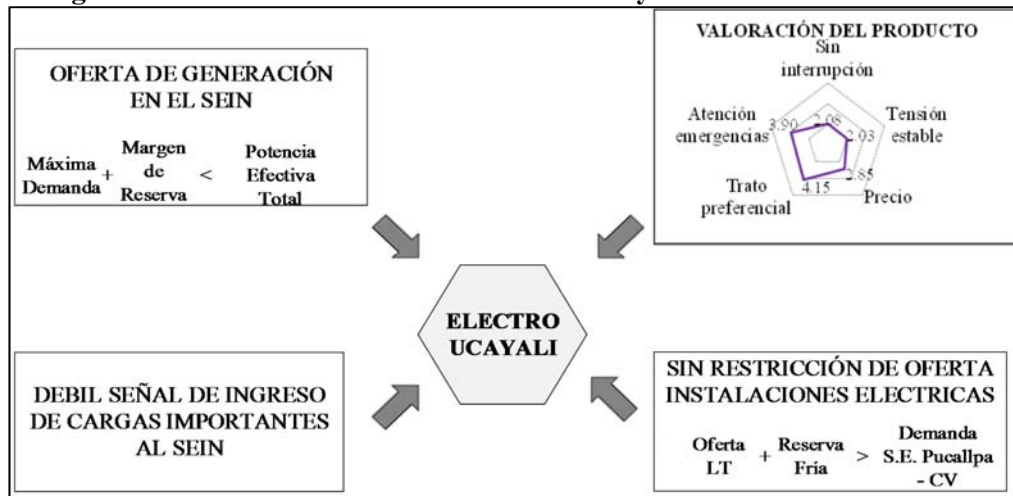 OFERTA DE GENERACIÓN
EN EL SEIN
Máxima
Demanda
+
Margen
de
Reserva
<
Potencia
Efectiva
Total
VALORACIÓN DEL PRODUCTO
Sin
interrupción
Tensión
estable
Precio
Trato
preferencial
Atención
emergencias
2.08
2.03
2.85
4.15
3.90
ELECTRO
UCAYALI
DEBIL SEÑAL DE INGRESO
DE CARGAS IMPORTANTES
AL SEIN
SIN RESTRICCIÓN DE OFERTA
INSTALACIONES ELECTRICAS
Oferta
LT
+
Reserva
Fría
>
Demanda
S.E. Pucallpa
- CV